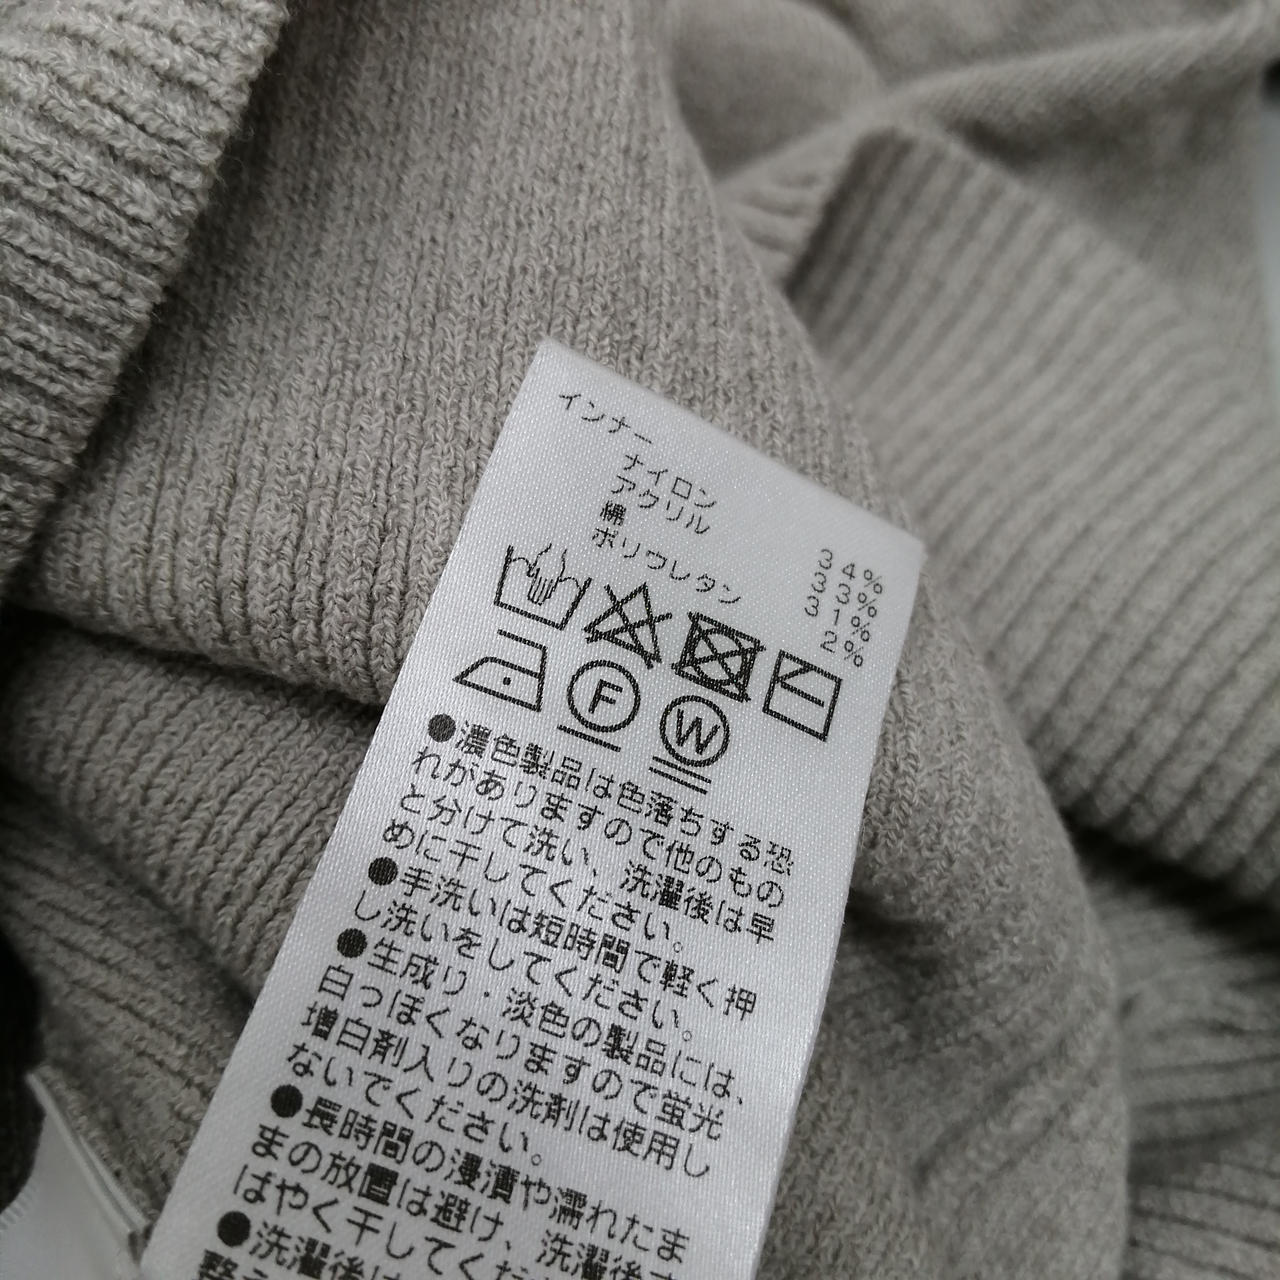 インナー
ナイロン 34%
アクリル 33%
綿 31%
ポリウレタン 2%
F
W
●濃色製品は色落ちする恐
れがありますので他のもの
と分けて洗い、洗濯後は早
めに干してください。
●手洗いは短時間で軽く押
し洗いをしてください。
●生成り・淡色の製品には、
白っぽくなりますので蛍光
増白剤入りの洗剤は使用し
ないでください。
●長時間の浸漬や濡れたま
まの放置は避け、洗濯後す
ばやく干してくだ
●洗濯後は
整え